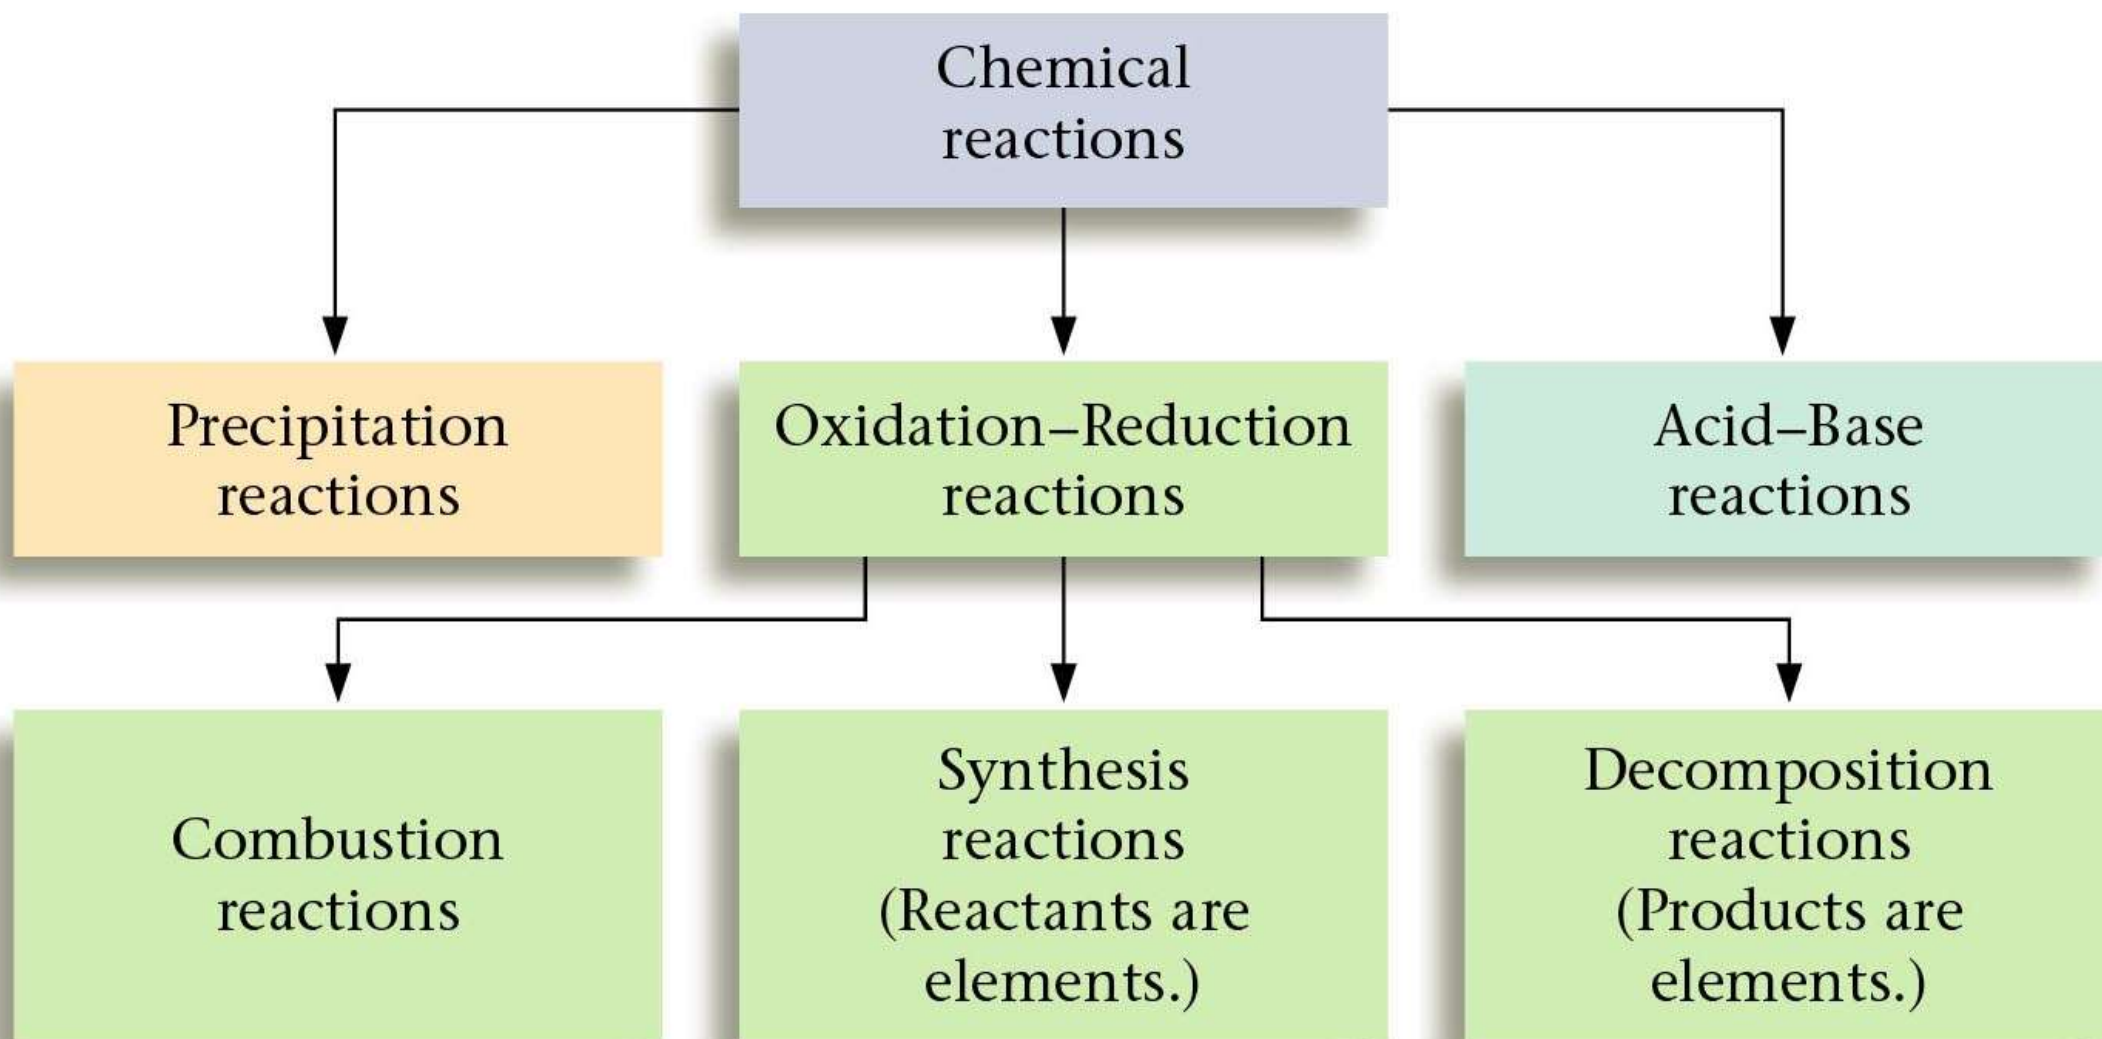 Chemical
reactions
Precipitation
reactions
Oxidation–Reduction
reactions
Acid–Base
reactions
Combustion
reactions
Synthesis
reactions
(Reactants are
elements.)
Decomposition
reactions
(Products are
elements.)